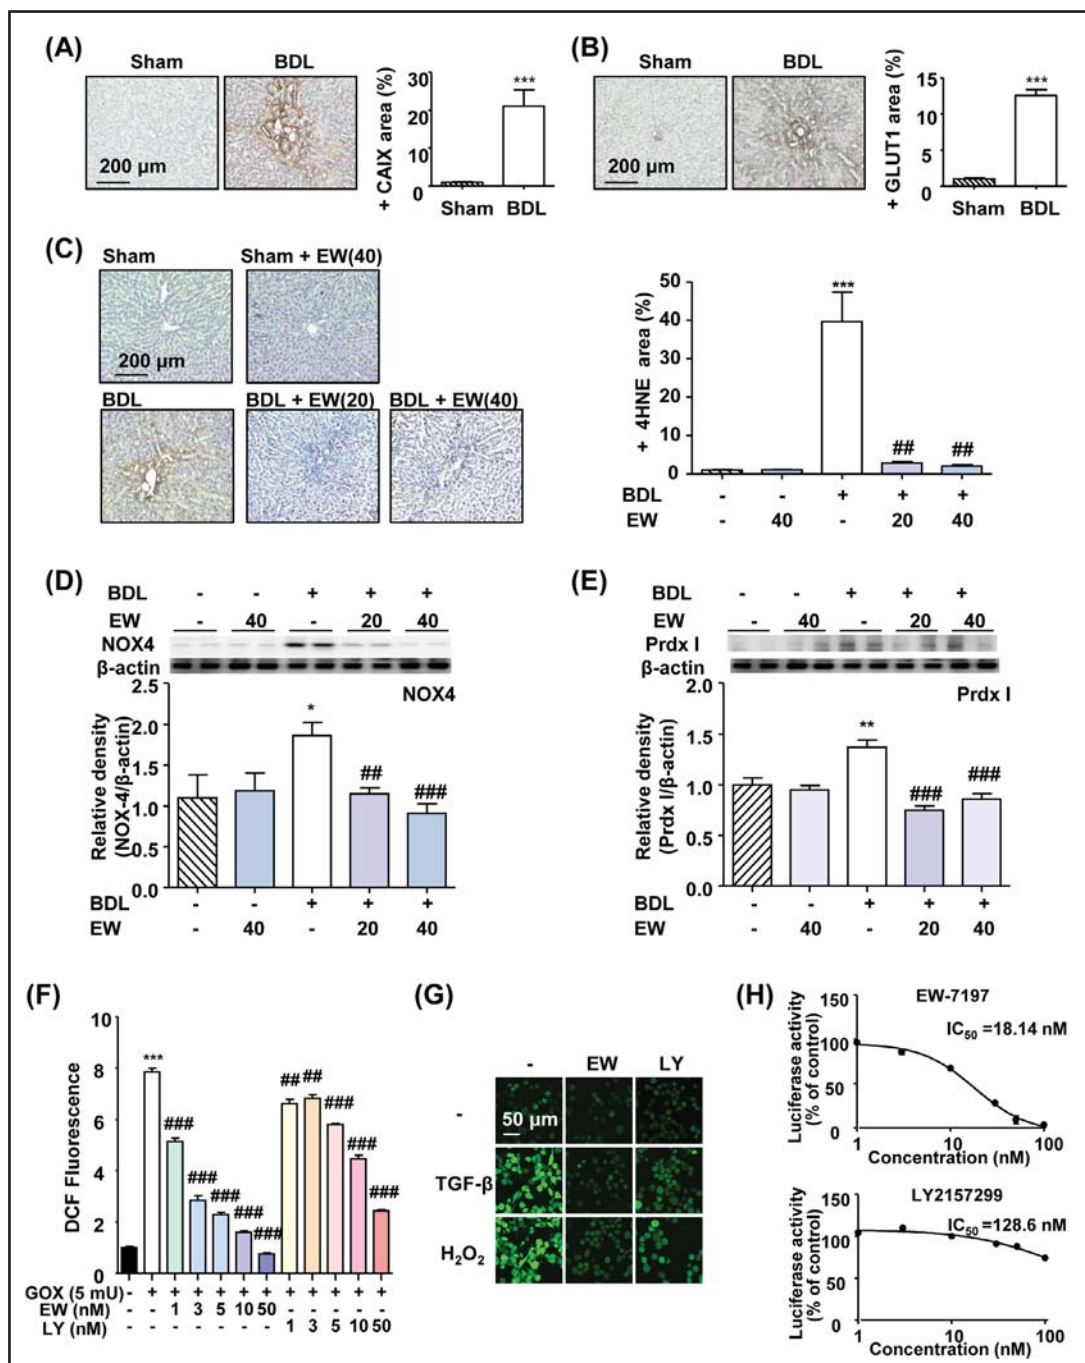 (A)
Sham BDL
200 μm
+ CAIX area (%)
30
20
10
0
***
Sham BDL
(B)
Sham BDL
200 μm
+ GLUT1 area (%)
15
10
5
0
***
Sham BDL
(C)
Sham Sham + EW(40)
200 μm
BDL BDL + EW(20) BDL + EW(40)
+ 4HNE area (%)
50
40
30
20
10
0
*** ## ##
BDL - - + + +
EW - 40 - 20 40
(D)
BDL - - + + +
EW - 40 - 20 40
NOX4
β-actin
NOX4
Relative density
(NOX-4/β-actin)
2.5
2.0
1.5
1.0
0.5
0.0
* ## ###
BDL - - + + +
EW - 40 - 20 40
(E)
BDL - - + + +
EW - 40 - 20 40
Prdx I
β-actin
Prdx I
Relative density
(Prdx I/β-actin)
2.0
1.5
1.0
0.5
0.0
** ### ###
BDL - - + + +
EW - 40 - 20 40
(F)
DCF Fluorescence
10
8
6
4
2
0
*** ### ### ### ### ### ## ## ### ### ###
GOX (5 mU) - + + + + + + + + + + +
EW (nM) - - 1 3 5 10 50 - - - - -
LY (nM) - - - - - - - 1 3 5 10 50
(G)
- EW LY
-
50 μm
TGF-β
H₂O₂
(H)
EW-7197
IC₅₀ =18.14 nM
Luciferase activity
(% of control)
150
100
50
0
1 10 100
Concentration (nM)
LY2157299
IC₅₀ =128.6 nM
Luciferase activity
(% of control)
150
100
50
0
1 10 100
Concentration (nM)